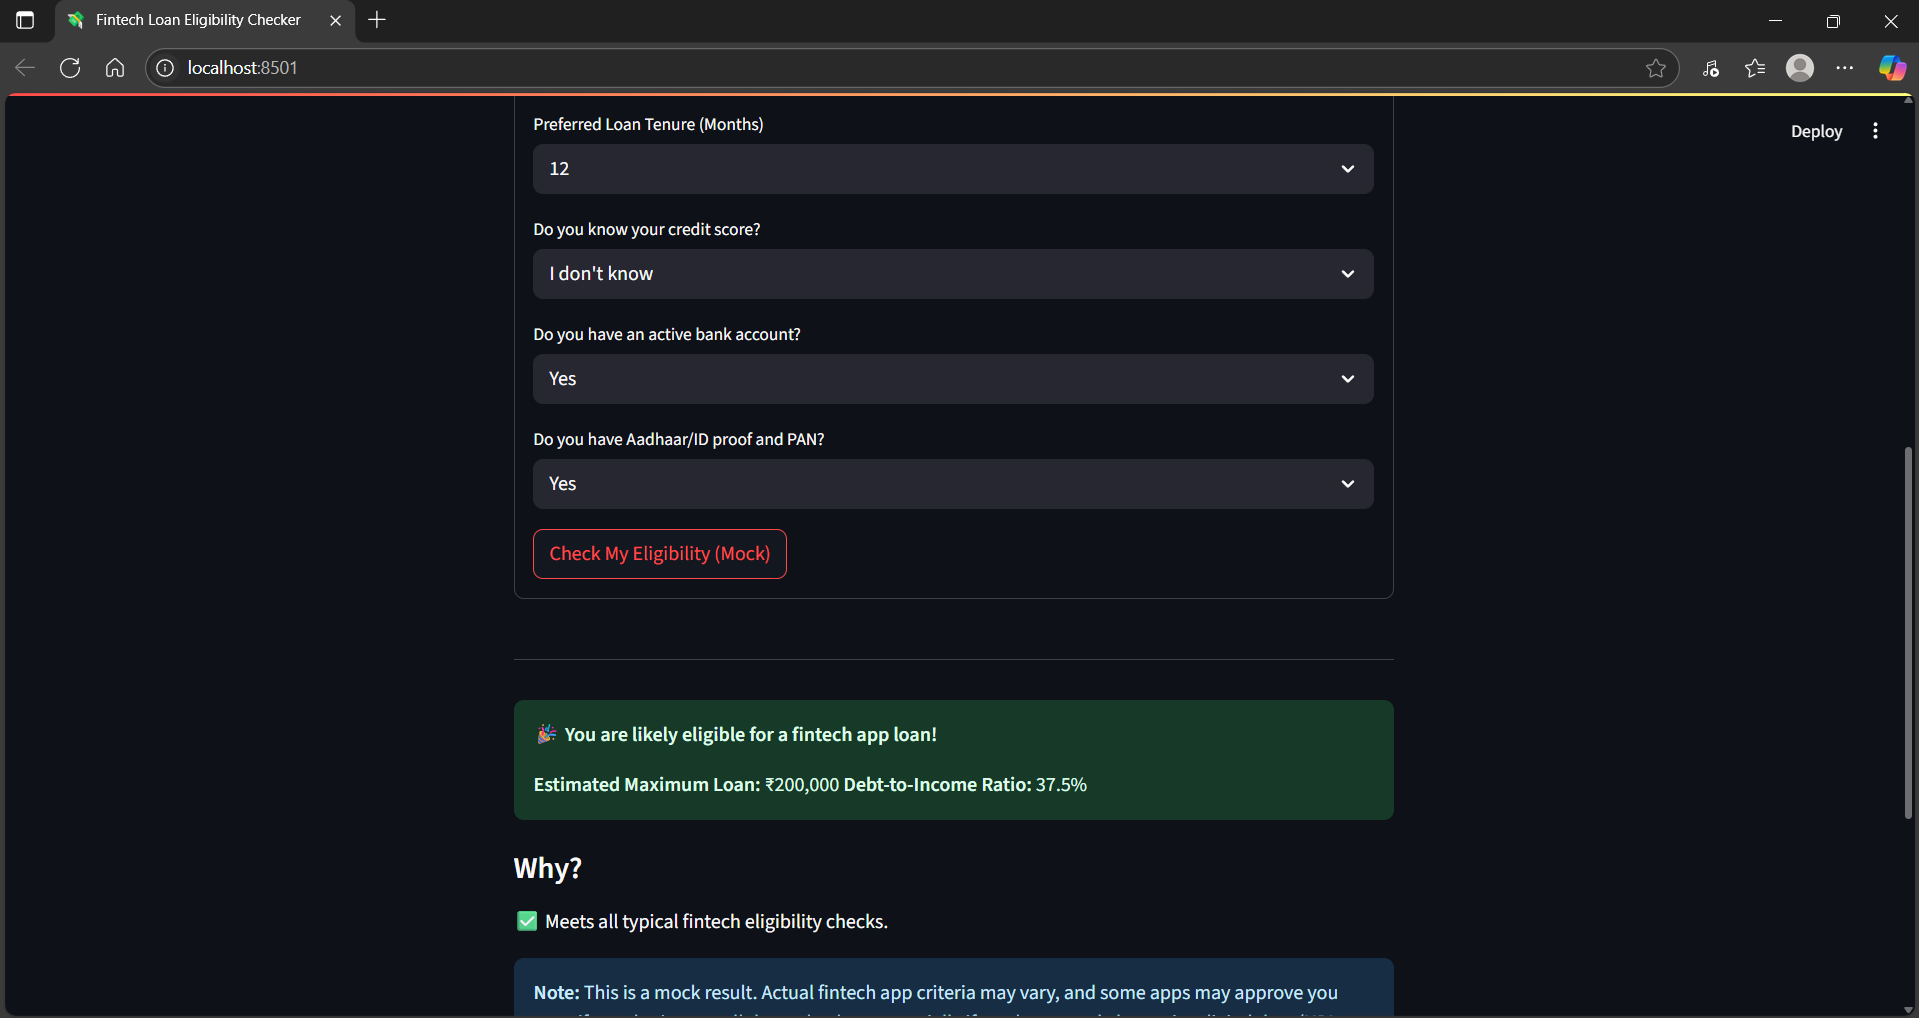 Fintech Loan Eligibility Checker
localhost:8501
Deploy
Preferred Loan Tenure (Months)
12
Do you know your credit score?
I don't know
Do you have an active bank account?
Yes
Do you have Aadhaar/ID proof and PAN?
Yes
Check My Eligibility (Mock)
🎉 You are likely eligible for a fintech app loan!
Estimated Maximum Loan: ₹200,000 Debt-to-Income Ratio: 37.5%
Why?
✅ Meets all typical fintech eligibility checks.
Note: This is a mock result. Actual fintech app criteria may vary, and some apps may approve you